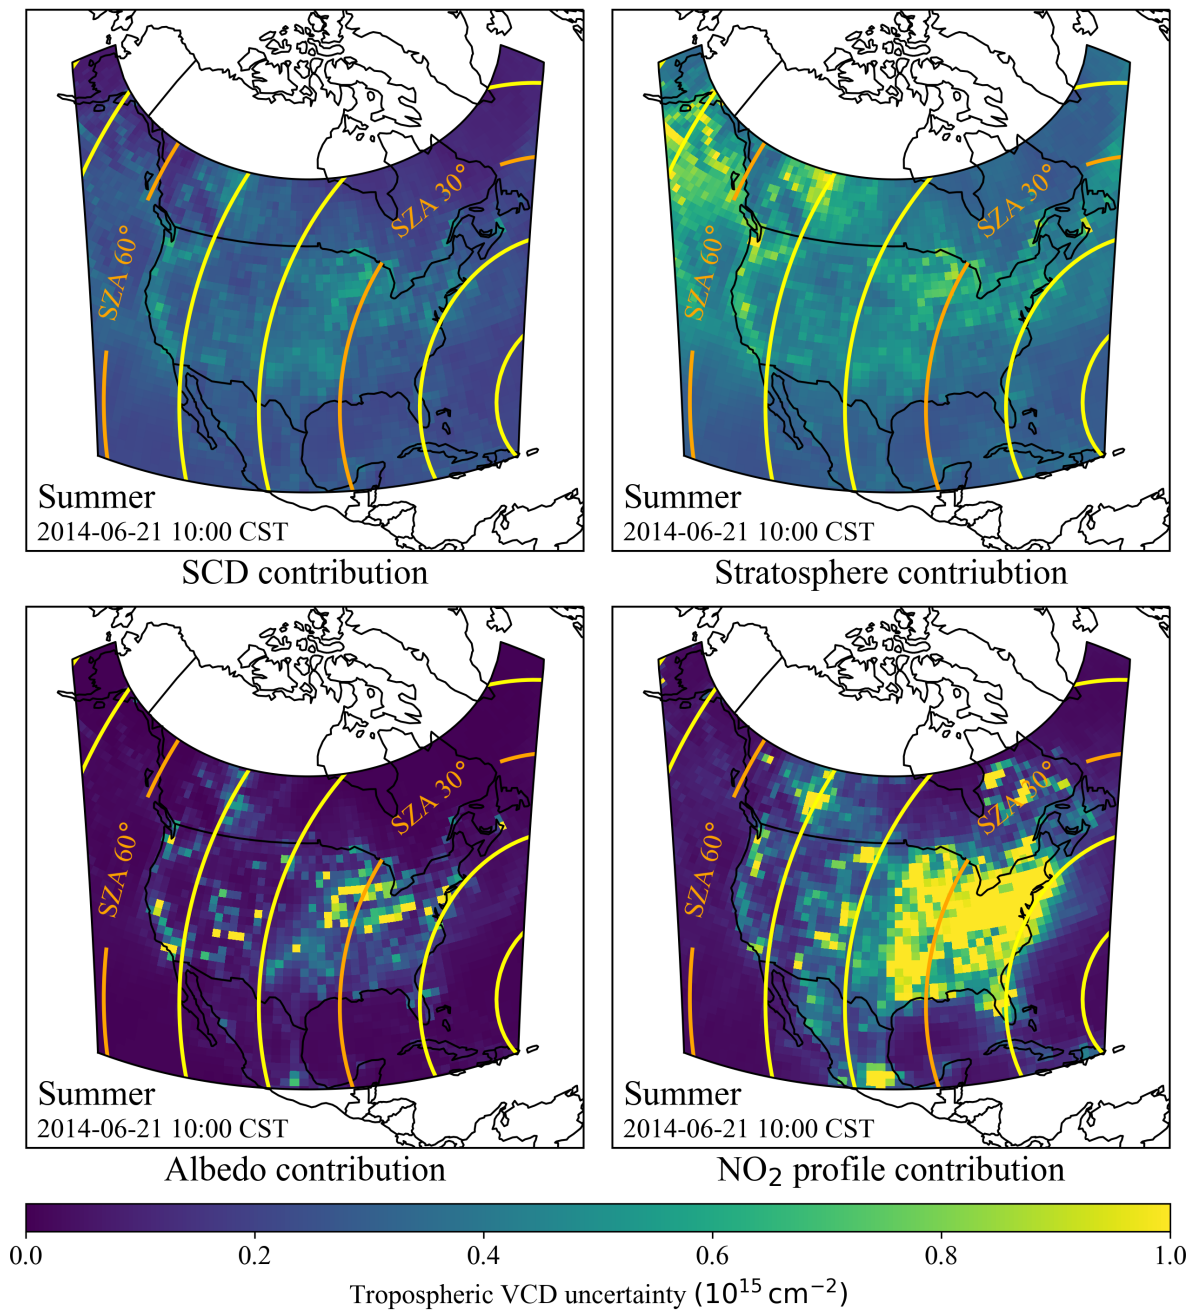 SZA 60°
SZA 30°
Summer
2014-06-21 10:00 CST
SCD contribution
SZA 60°
SZA 30°
Summer
2014-06-21 10:00 CST
Stratosphere contriubtion
SZA 60°
SZA 30°
Summer
2014-06-21 10:00 CST
Albedo contribution
SZA 60°
SZA 30°
Summer
2014-06-21 10:00 CST
NO₂ profile contribution
0.0 0.2 0.4 0.6 0.8 1.0
Tropospheric VCD uncertainty (10¹⁵ cm⁻²)